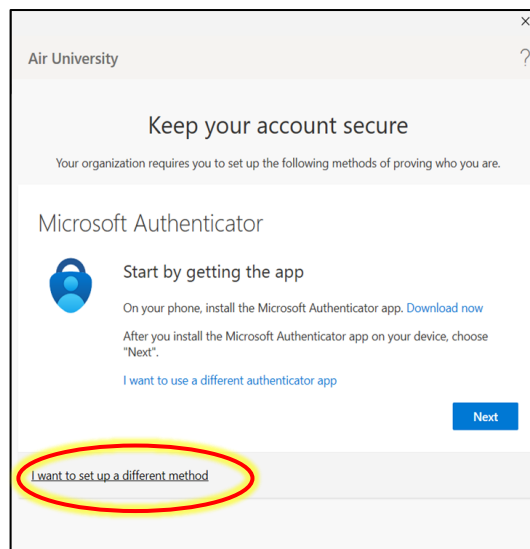 Air University
?
Keep your account secure
Your organization requires you to set up the following methods of proving who you are.
Microsoft Authenticator
Start by getting the app
On your phone, install the Microsoft Authenticator app. Download now
After you install the Microsoft Authenticator app on your device, choose
"Next".
I want to use a different authenticator app
Next
I want to set up a different method